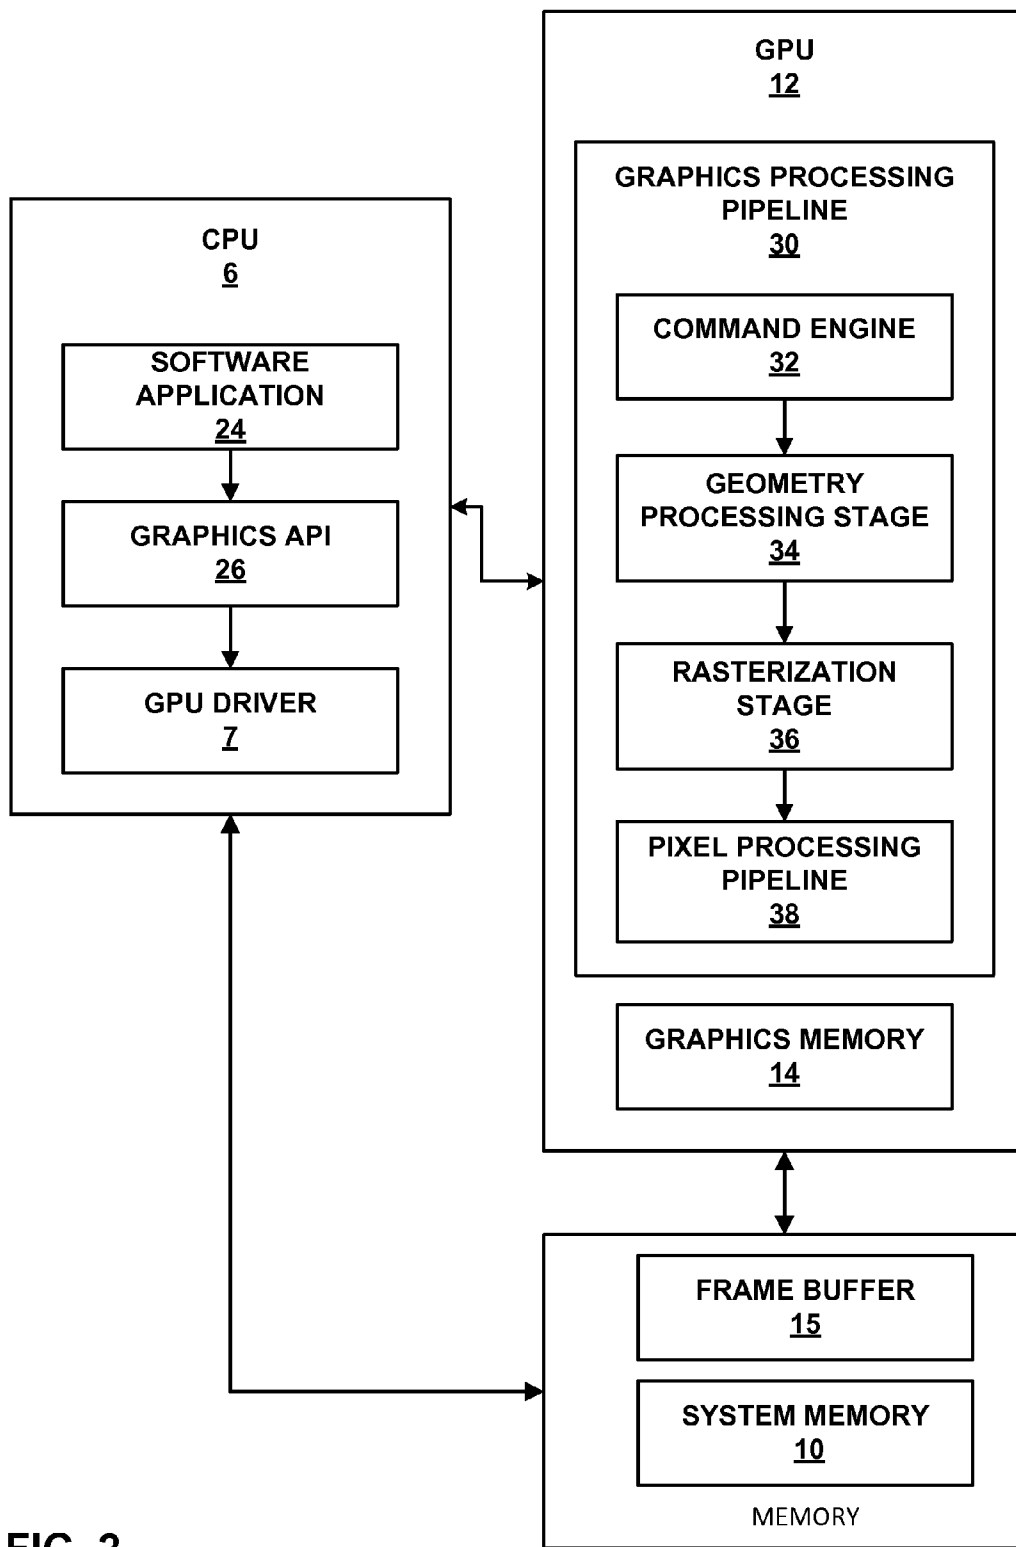 CPU
6
SOFTWARE
APPLICATION
24
GRAPHICS API
26
GPU DRIVER
7
GPU
12
GRAPHICS PROCESSING
PIPELINE
30
COMMAND ENGINE
32
GEOMETRY
PROCESSING STAGE
34
RASTERIZATION
STAGE
36
PIXEL PROCESSING
PIPELINE
38
GRAPHICS MEMORY
14
FRAME BUFFER
15
SYSTEM MEMORY
10
MEMORY
FIG. 2